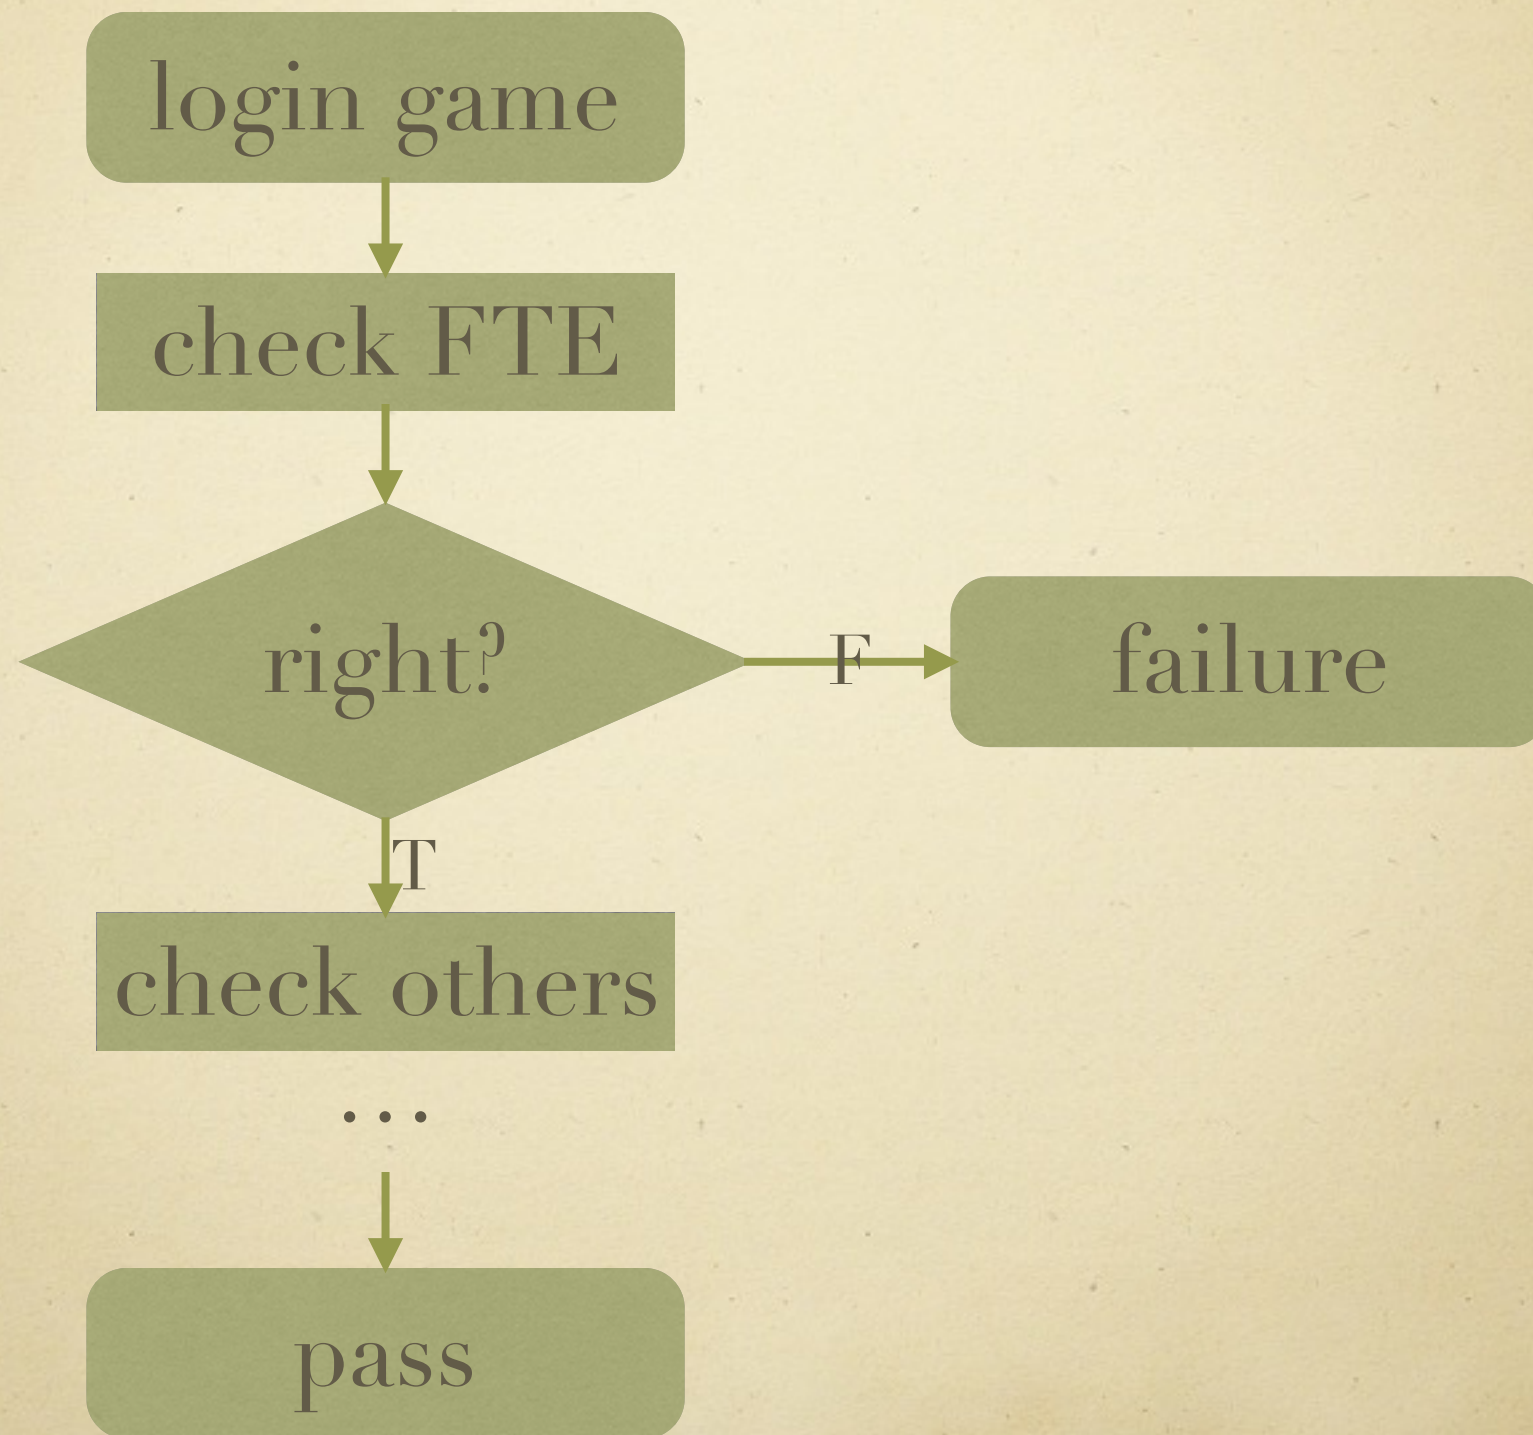 login game
check FTE
right?
F
failure
T
check others
...
pass